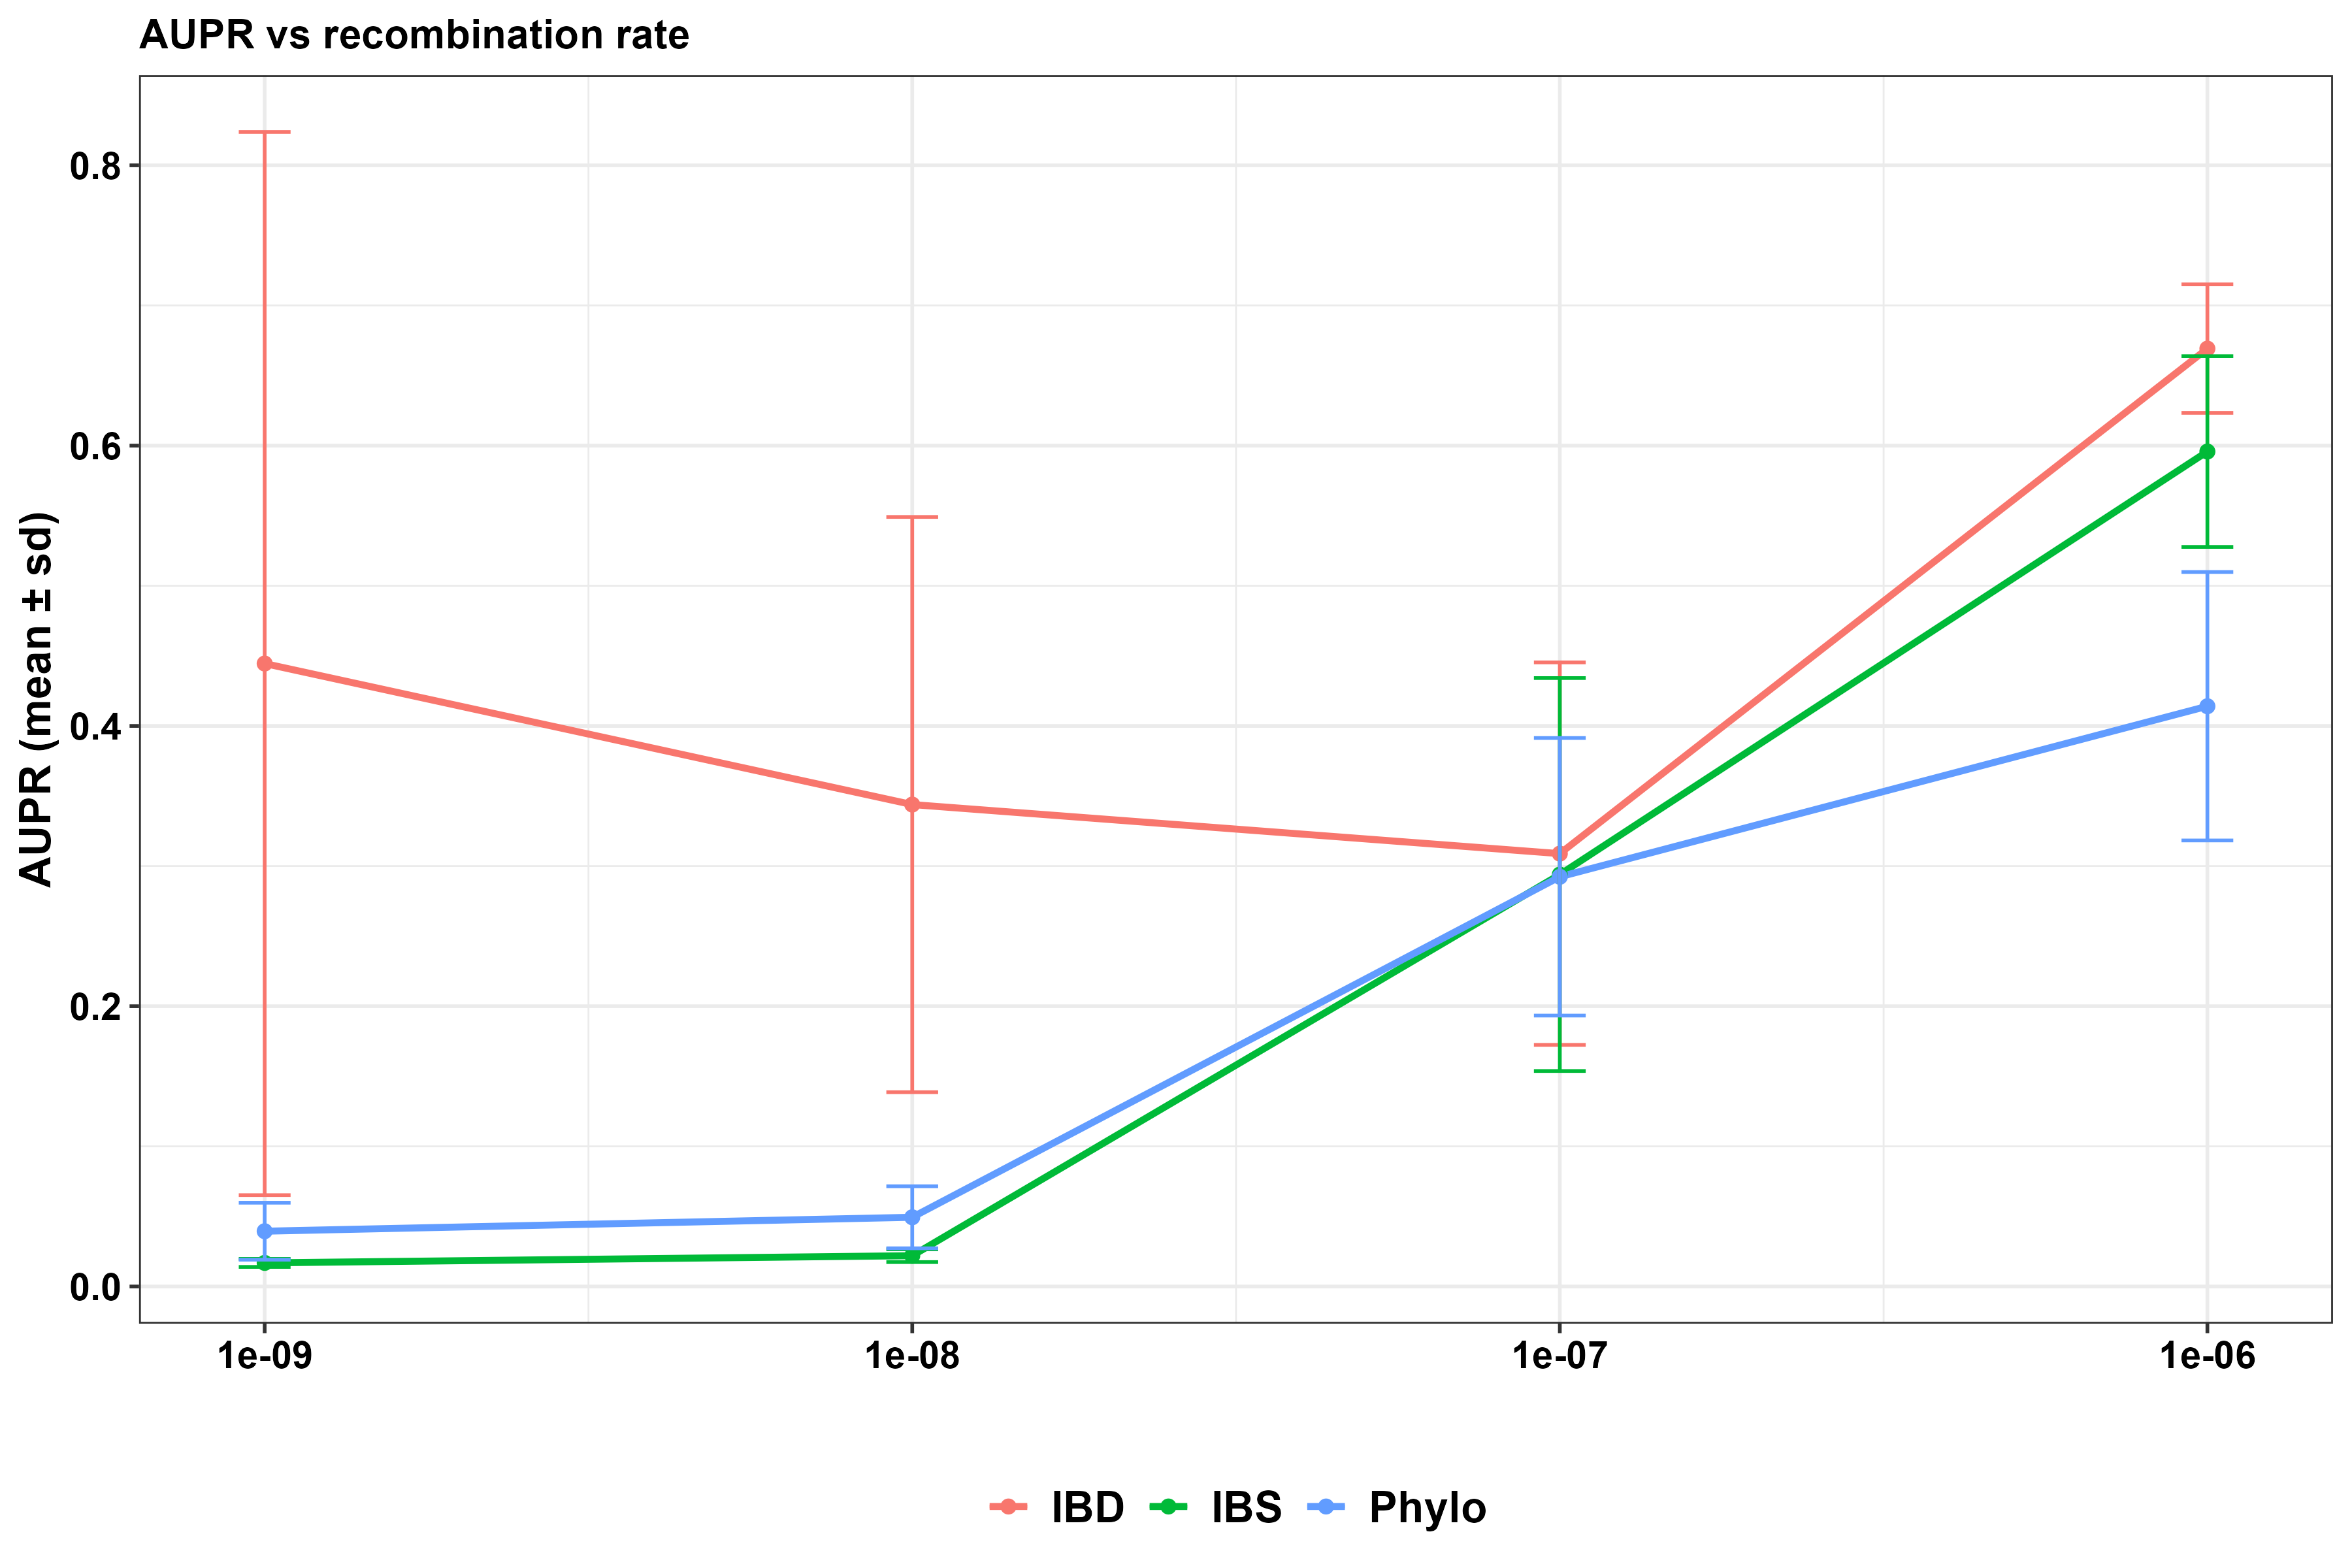 AUPR vs recombination rate
AUPR (mean ± sd)
0.8
0.6
0.4
0.2
0.0
1e-09 1e-08 1e-07 1e-06
IBD IBS Phylo